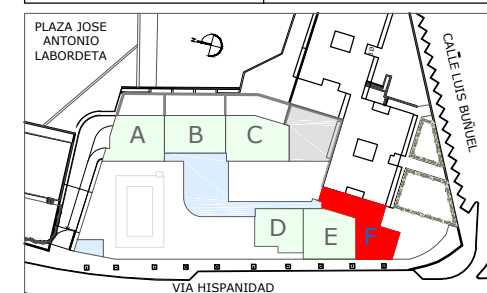 PLAZA JOSE
ANTONIO
LABORDETA
N
CALLE LUIS BUÑUEL
A
B
C
D
E
F
VIA HISPANIDAD